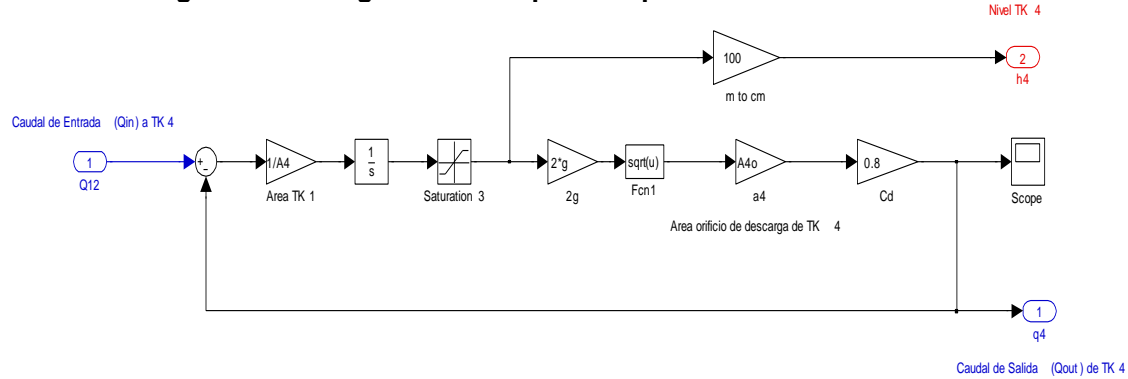 Nivel TK 4
100
2
m to cm
h4
Caudal de Entrada (Qin) a TK 4
1
Q12
+
-
1/A4
Area TK 1
1
s
Saturation 3
2*g
2g
sqrt(u)
Fcn1
A4o
a4
0.8
Cd
Scope
Area orificio de descarga de TK 4
1
q4
Caudal de Salida (Qout ) de TK 4